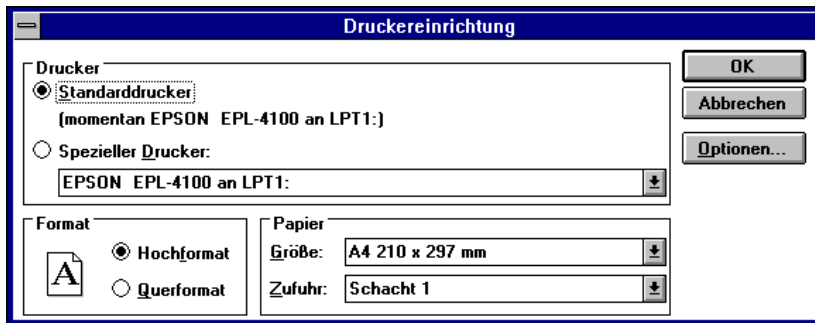 Druckereinrichtung
Drucker
Standarddrucker
(momentan EPSON EPL-4100 an LPT1:)
Spezieller Drucker:
EPSON EPL-4100 an LPT1:
OK
Abbrechen
Optionen...
Format
A
Hochformat
Querformat
Papier
Größe: A4 210 x 297 mm
Zufuhr: Schacht 1